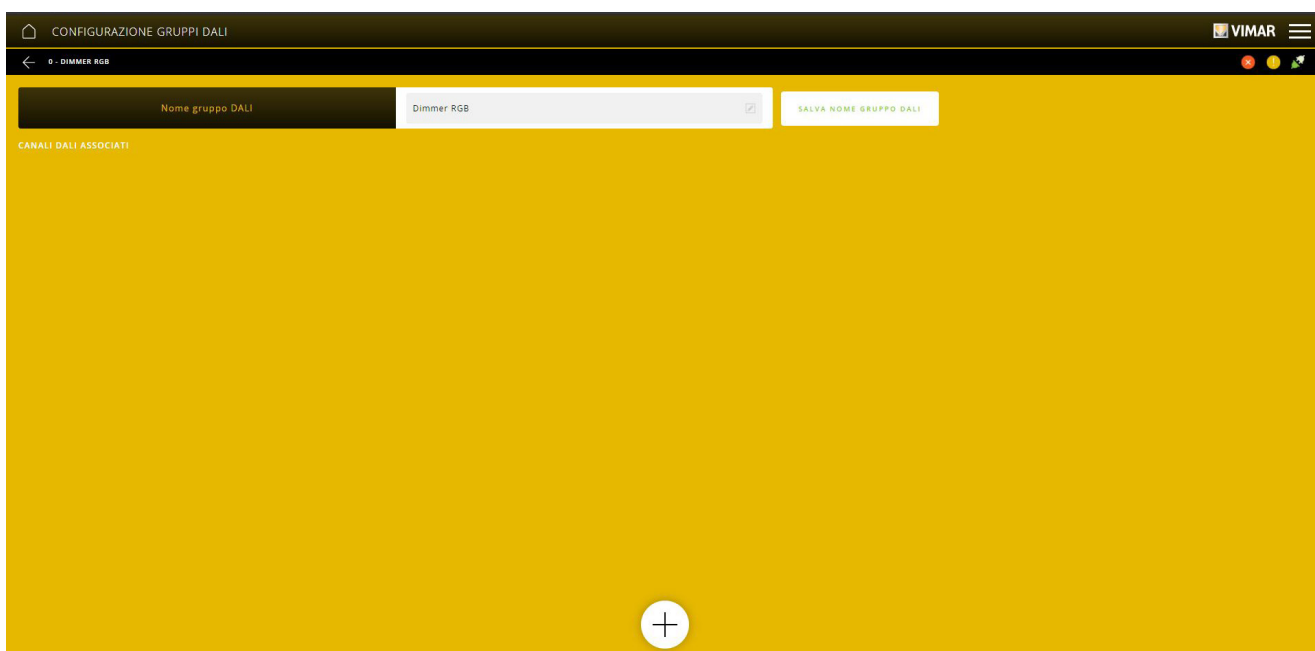 CONFIGURAZIONE GRUPPI DALI
VIMAR
0 - DIMMER RGB
Nome gruppo DALI
Dimmer RGB
SALVA NOME GRUPPO DALI
CANALI DALI ASSOCIATI